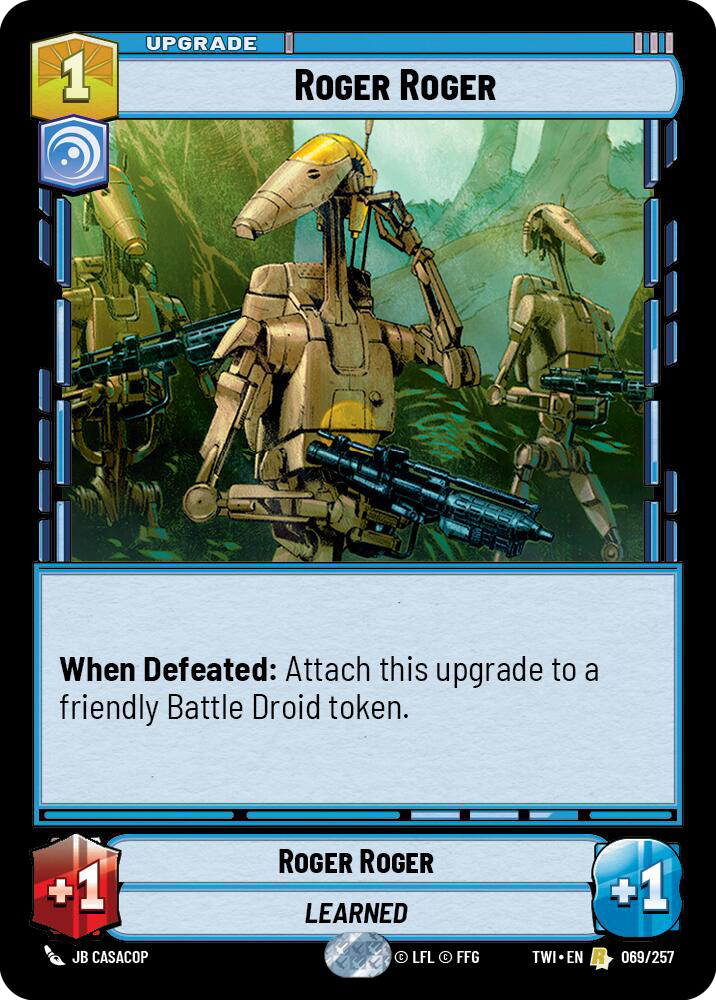 UPGRADE
1
ROGER ROGER
When Defeated: Attach this upgrade to a
friendly Battle Droid token.
+1
ROGER ROGER
+1
LEARNED
JB CASACOP
© LFL © FFG
TWI • EN
R
069/257